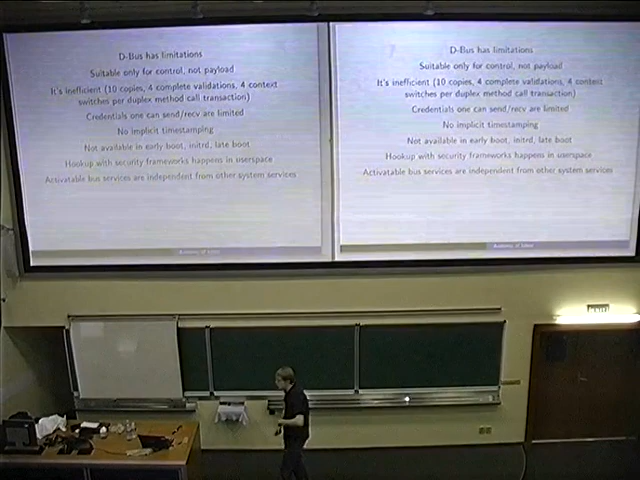 D-Bus has limitations
Suitable only for control, not payload
It's inefficient (10 copies, 4 complete validations, 4 context
switches per duplex method call transaction)
Credentials one can send/recv are limited
No implicit timestamping
Not available in early boot, initrd, late boot
Hookup with security frameworks happens in userspace
Activatable bus services are independent from other system services
D-Bus has limitations
Suitable only for control, not payload
It's inefficient (10 copies, 4 complete validations, 4 context
switches per duplex method call transaction)
Credentials one can send/recv are limited
No implicit timestamping
Not available in early boot, initrd, late boot
Hookup with security frameworks happens in userspace
Activatable bus services are independent from other system services